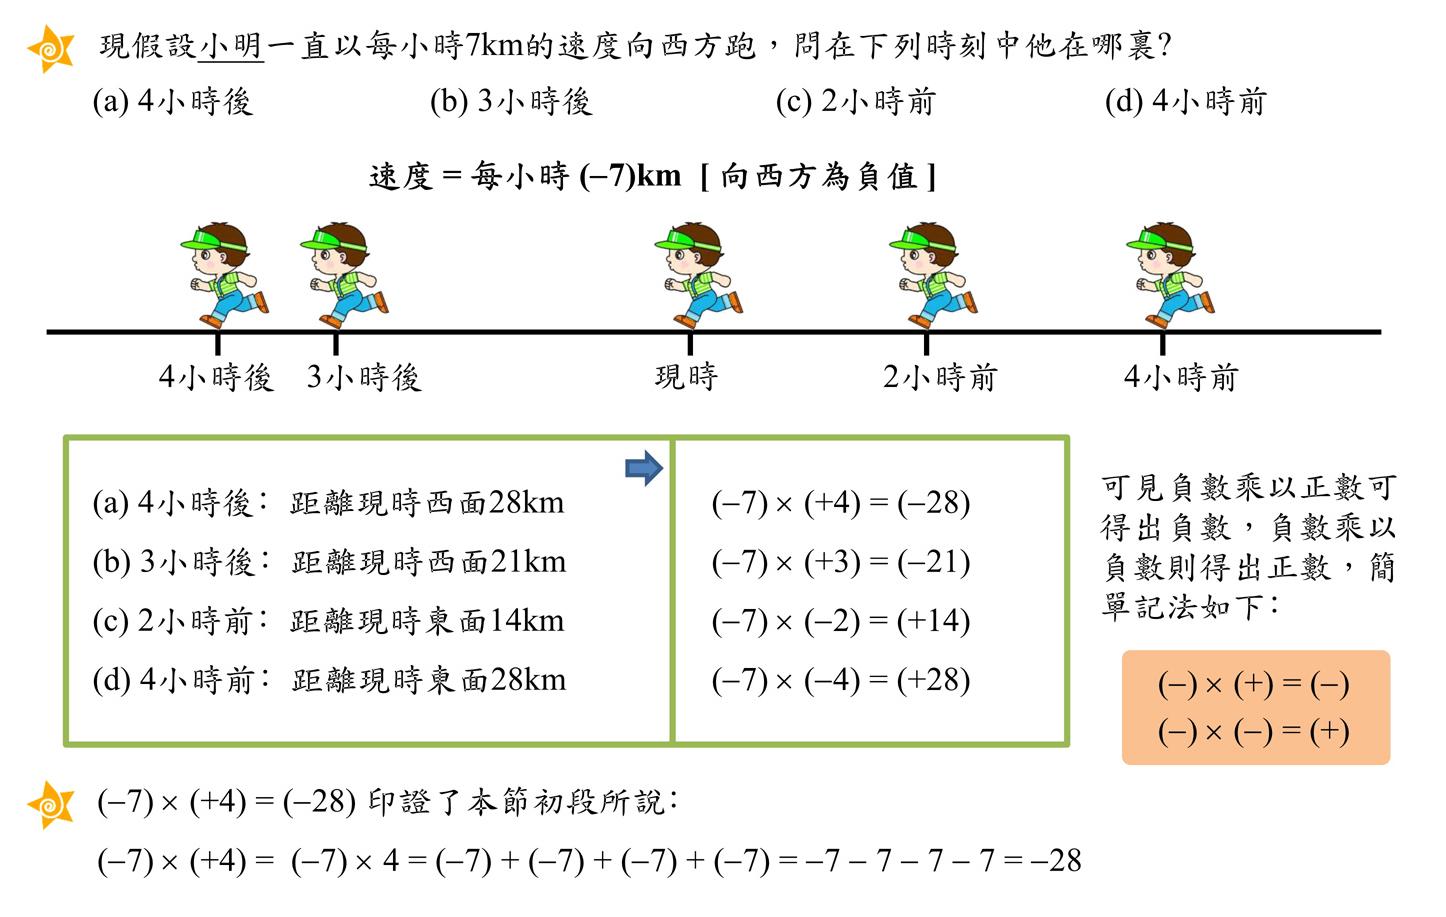 現假設小明一直以每小時7km的速度向西方跑，問在下列時刻中他在哪裏?
(a) 4小時後 (b) 3小時後 (c) 2小時前 (d) 4小時前
速度 = 每小時 (–7)km [ 向西方為負值 ]
4小時後 3小時後 現時 2小時前 4小時前
(a) 4小時後： 距離現時西面28km (–7) × (+4) = (–28)
(b) 3小時後： 距離現時西面21km (–7) × (+3) = (–21)
(c) 2小時前： 距離現時東面14km (–7) × (–2) = (+14)
(d) 4小時前： 距離現時東面28km (–7) × (–4) = (+28)
可見負數乘以正數可
得出負數，負數乘以
負數則得出正數，簡
單記法如下：
(–) × (+) = (–)
(–) × (–) = (+)
(–7) × (+4) = (–28) 印證了本節初段所說：
(–7) × (+4) = (–7) × 4 = (–7) + (–7) + (–7) + (–7) = –7 – 7 – 7 – 7 = –28